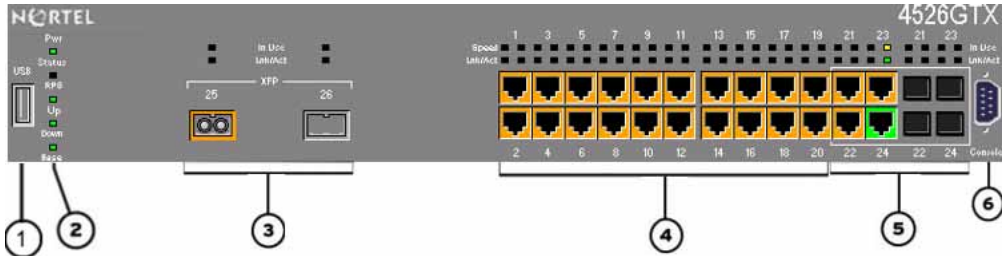 NORTEL
4526GTX
Pwr
Status
RPS
Up
Down
Base
USB
In Use
Lnk/Act
XFP
25 26
Speed
Lnk/Act
1 3 5 7 9 11 13 15 17 19 21 23 21 23
In Use
Lnk/Act
2 4 6 8 10 12 14 16 18 20 22 24 22 24
Console
1 2 3 4 5 6